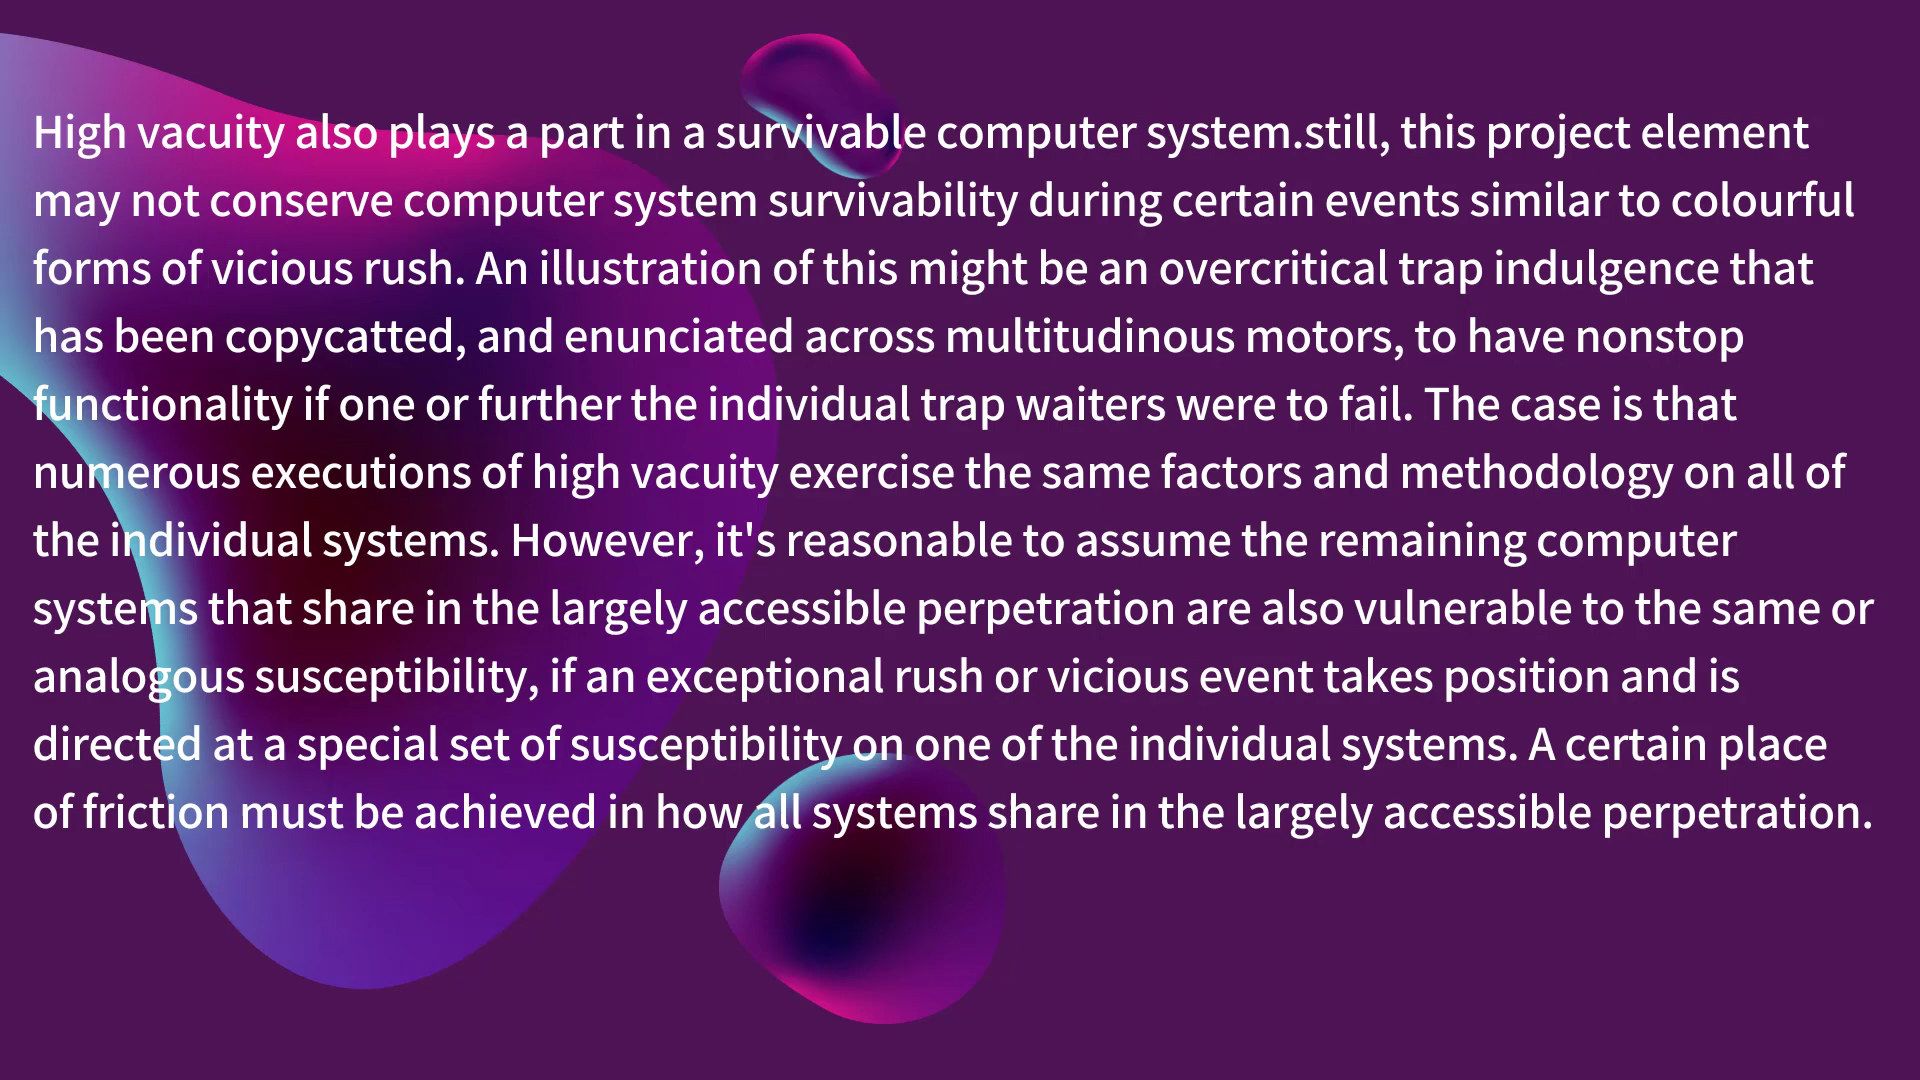 High vacuity also plays a part in a survivable computer system.still, this project element
may not conserve computer system survivability during certain events similar to colourful
forms of vicious rush. An illustration of this might be an overcritical trap indulgence that
has been copycatted, and enunciated across multitudinous motors, to have nonstop
functionality if one or further the individual trap waiters were to fail. The case is that
numerous executions of high vacuity exercise the same factors and methodology on all of
the individual systems. However, it's reasonable to assume the remaining computer
systems that share in the largely accessible perpetration are also vulnerable to the same or
analogous susceptibility, if an exceptional rush or vicious event takes position and is
directed at a special set of susceptibility on one of the individual systems. A certain place
of friction must be achieved in how all systems share in the largely accessible perpetration.